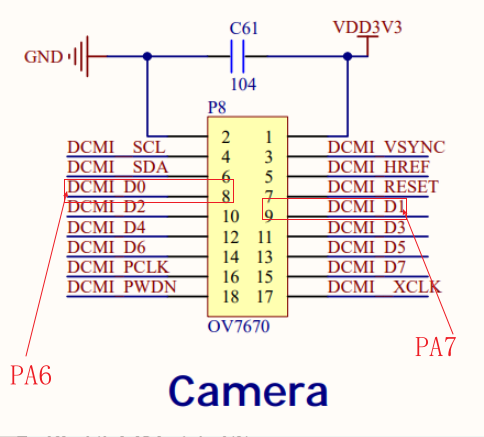 C61
VDD3V3
GND
104
P8
2 1
DCMI SCL 4 3 DCMI VSYNC
DCMI SDA 6 5 DCMI HREF
DCMI D0 8 7 DCMI RESET
DCMI D2 10 9 DCMI D1
DCMI D4 12 11 DCMI D3
DCMI D6 14 13 DCMI D5
DCMI PCLK 16 15 DCMI D7
DCMI PWDN 18 17 DCMI XCLK
OV7670
PA6
PA7
Camera